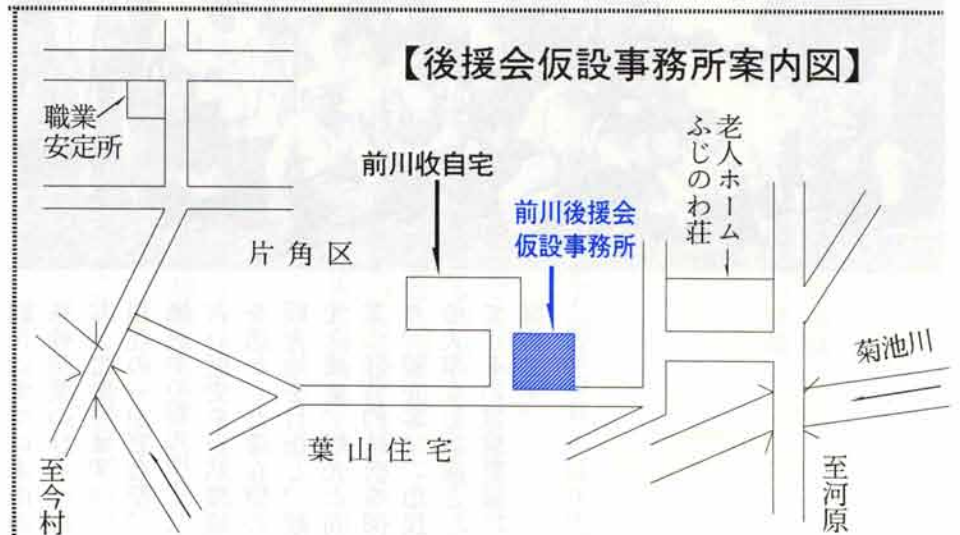 【後援会仮設事務所案内図】
職業
安定所
前川收自宅
老人ホーム
ふじのわ荘
前川後援会
仮設事務所
片角区
菊池川
葉山住宅
至今村
至河原